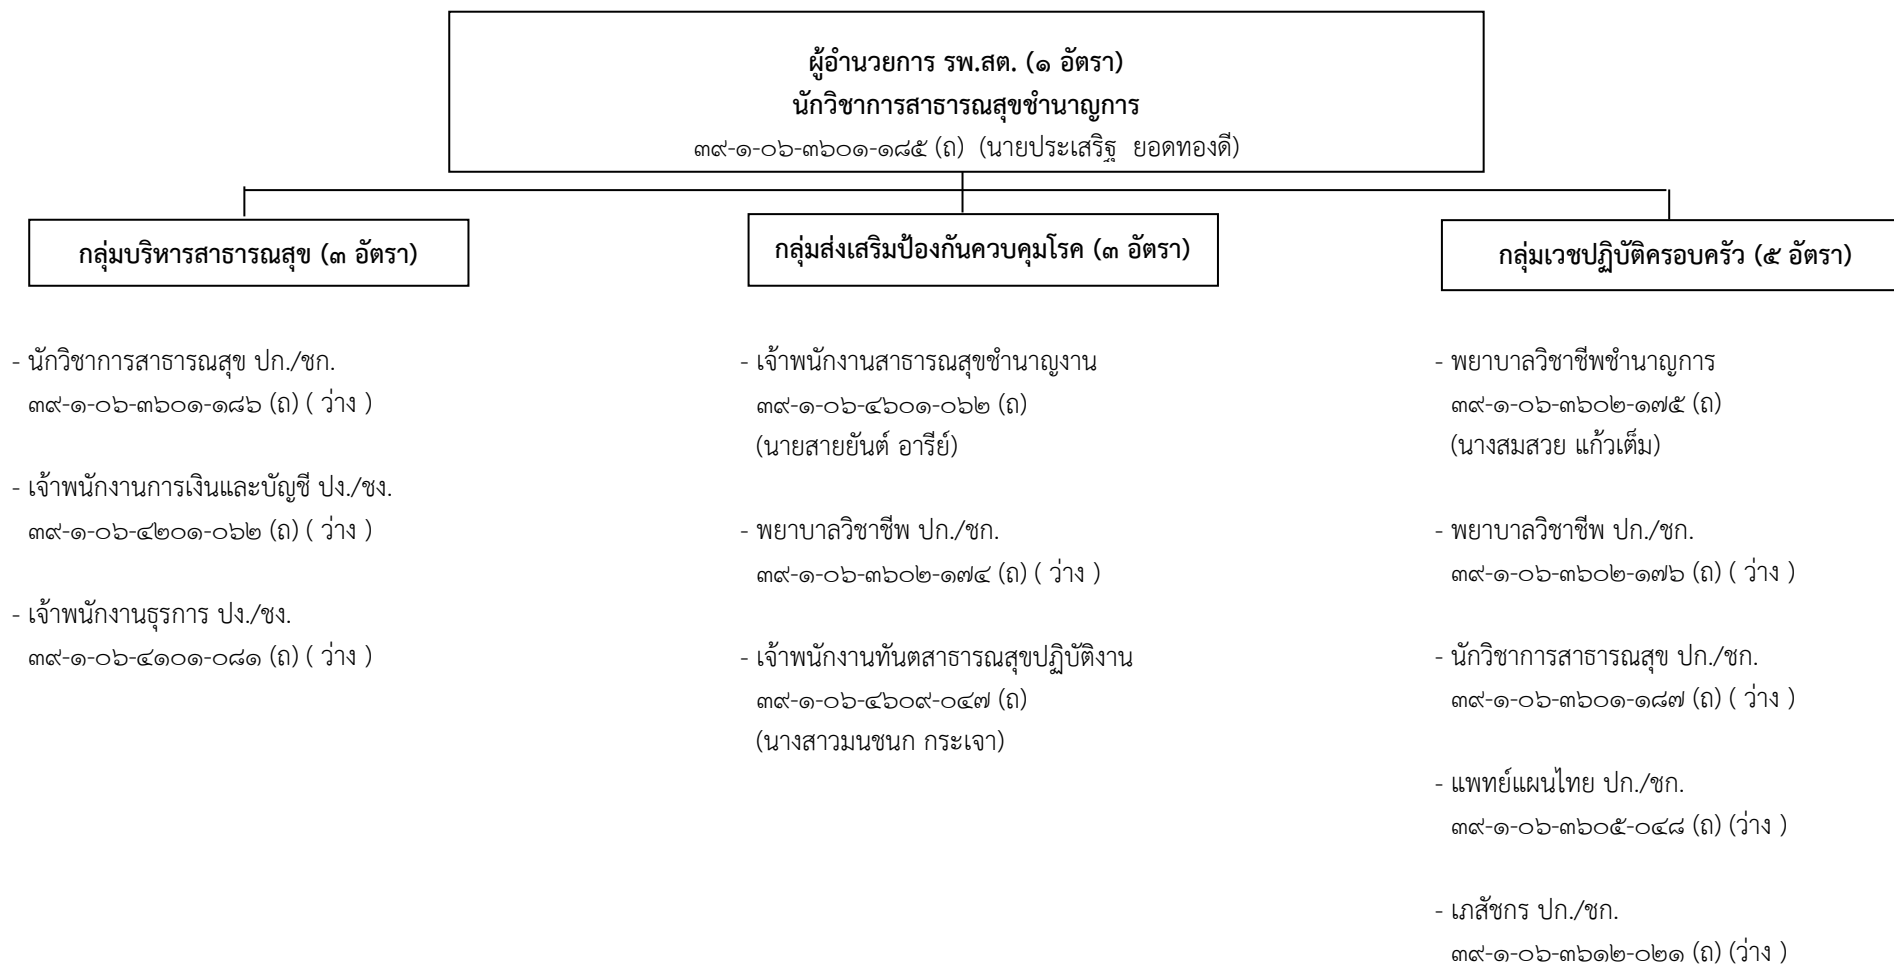 ผู้อำนวยการ รพ.สต. (๑ อัตรา)
นักวิชาการสาธารณสุขชำนาญการ
๓๙-๑-๐๖-๓๖๐๑-๑๘๕ (ถ) (นายประเสริฐ ยอดทองดี)
กลุ่มบริหารสาธารณสุข (๓ อัตรา)
- นักวิชาการสาธารณสุข ปก./ชก.
๓๙-๑-๐๖-๓๖๐๑-๑๘๖ (ถ) ( ว่าง )
- เจ้าพนักงานการเงินและบัญชี ปง./ชง.
๓๙-๑-๐๖-๔๒๐๑-๐๖๒ (ถ) ( ว่าง )
- เจ้าพนักงานธุรการ ปง./ชง.
๓๙-๑-๐๖-๔๑๐๑-๐๘๑ (ถ) ( ว่าง )
กลุ่มส่งเสริมป้องกันควบคุมโรค (๓ อัตรา)
- เจ้าพนักงานสาธารณสุขชำนาญงาน
๓๙-๑-๐๖-๔๖๐๑-๐๖๒ (ถ)
(นายสายยันต์ อารีย์)
- พยาบาลวิชาชีพ ปก./ชก.
๓๙-๑-๐๖-๓๖๐๒-๑๗๔ (ถ) ( ว่าง )
- เจ้าพนักงานทันตสาธารณสุขปฏิบัติงาน
๓๙-๑-๐๖-๔๖๐๙-๐๔๗ (ถ)
(นางสาวมนชนก กระเจา)
กลุ่มเวชปฏิบัติครอบครัว (๕ อัตรา)
- พยาบาลวิชาชีพชำนาญการ
๓๙-๑-๐๖-๓๖๐๒-๑๗๕ (ถ)
(นางสมสวย แก้วเต็ม)
- พยาบาลวิชาชีพ ปก./ชก.
๓๙-๑-๐๖-๓๖๐๒-๑๗๖ (ถ) ( ว่าง )
- นักวิชาการสาธารณสุข ปก./ชก.
๓๙-๑-๐๖-๓๖๐๑-๑๘๗ (ถ) ( ว่าง )
- แพทย์แผนไทย ปก./ชก.
๓๙-๑-๐๖-๓๖๐๕-๐๔๘ (ถ) (ว่าง )
- เภสัชกร ปก./ชก.
๓๙-๑-๐๖-๓๖๑๒-๐๒๑ (ถ) (ว่าง )